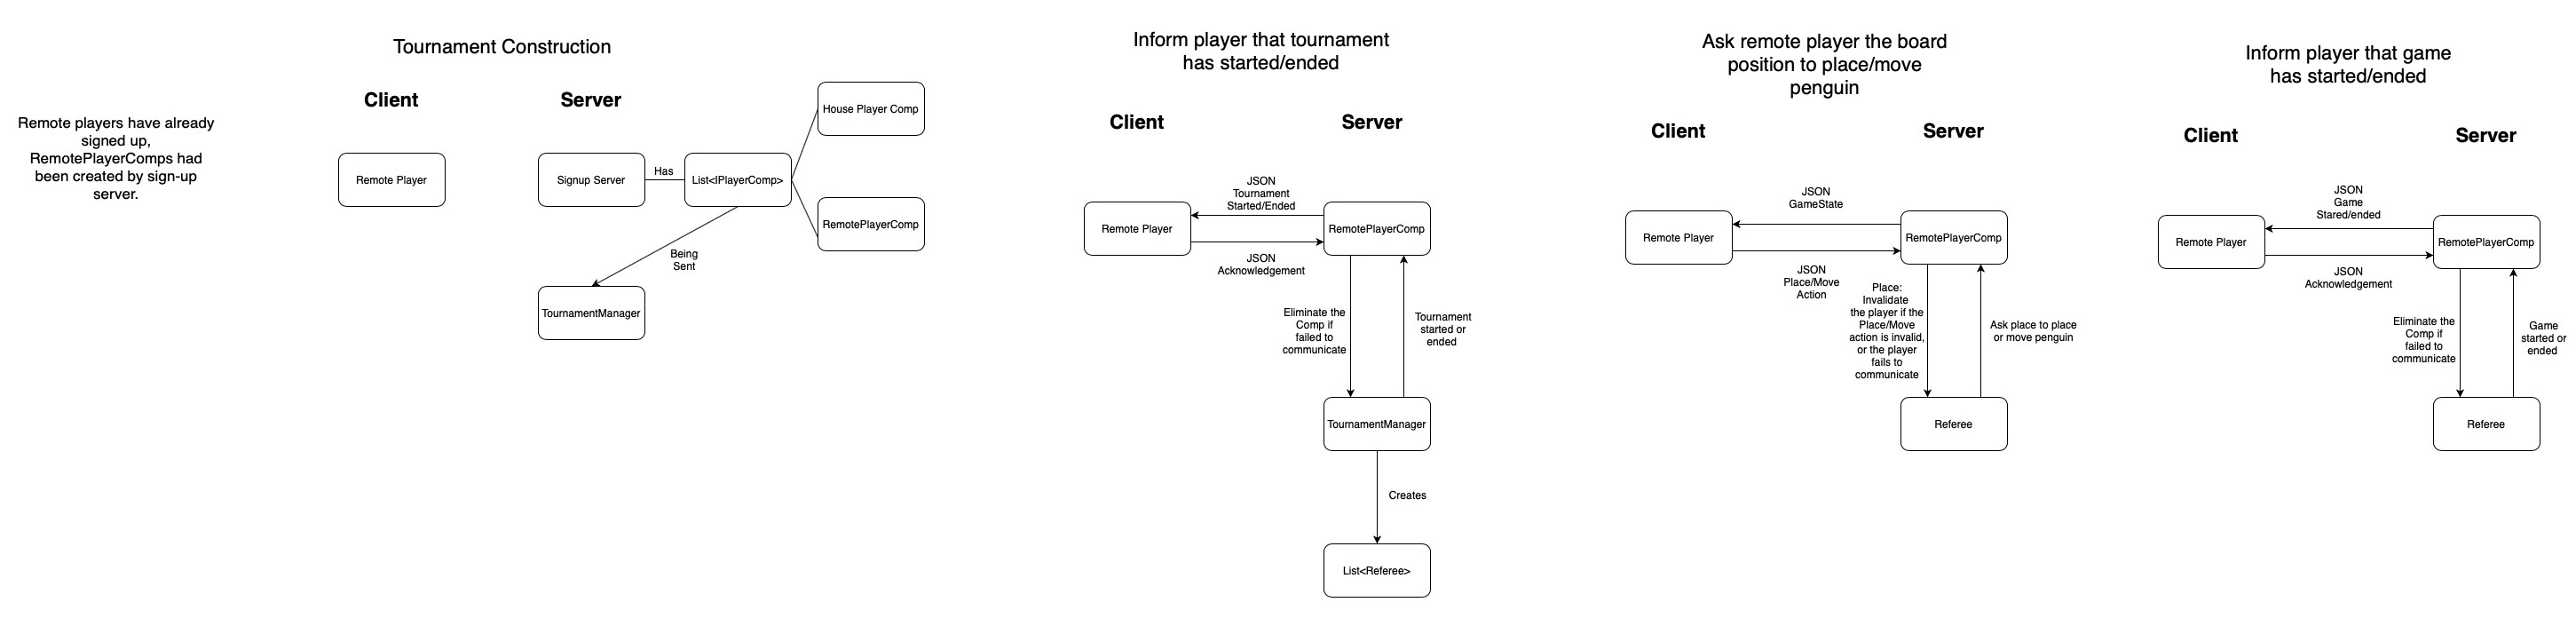 Remote players have already
signed up,
RemotePlayerComps had
been created by sign-up
server.
Tournament Construction
Client
Server
Remote Player
Signup Server
Has
List<IPlayerComp>
House Player Comp
RemotePlayerComp
Being
Sent
TournamentManager
Inform player that tournament
has started/ended
Client
Server
JSON
Tournament
Started/Ended
Remote Player
RemotePlayerComp
JSON
Acknowledgement
Eliminate the
Comp if
failed to
communicate
Tournament
started or
ended
TournamentManager
Creates
List<Referee>
Ask remote player the board
position to place/move
penguin
Client
Server
JSON
GameState
Remote Player
RemotePlayerComp
JSON
Place/Move
Action
Place:
Invalidate
the player if the
Place/Move
action is invalid,
or the player
fails to
communicate
Ask place to place
or move penguin
Referee
Inform player that game
has started/ended
Client
Server
JSON
Game
Stared/ended
Remote Player
RemotePlayerComp
JSON
Acknowledgement
Eliminate the
Comp if
failed to
communicate
Game
started or
ended
Referee